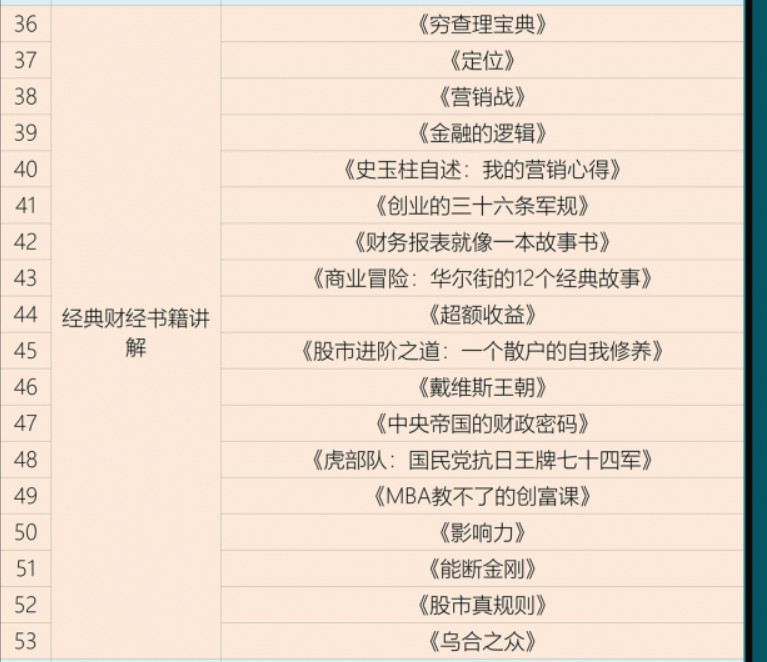 36 《穷查理宝典》
37 《定位》
38 《营销战》
39 《金融的逻辑》
40 《史玉柱自述：我的营销心得》
41 《创业的三十六条军规》
42 《财务报表就像一本故事书》
43 《商业冒险：华尔街的12个经典故事》
44 《超额收益》
经典财经书籍讲
解
45 《股市进阶之道：一个散户的自我修养》
46 《戴维斯王朝》
47 《中央帝国的财政密码》
48 《虎部队：国民党抗日王牌七十四军》
49 《MBA教不了的创富课》
50 《影响力》
51 《能断金刚》
52 《股市真规则》
53 《乌合之众》